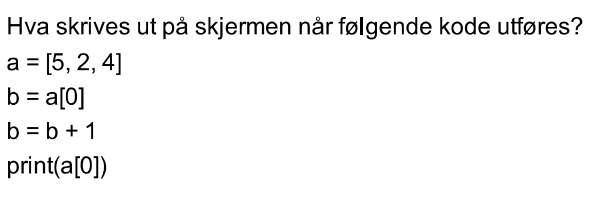 Hva skrives ut på skjermen når følgende kode utføres?
a = [5, 2, 4]
b = a[0]
b = b + 1
print(a[0])